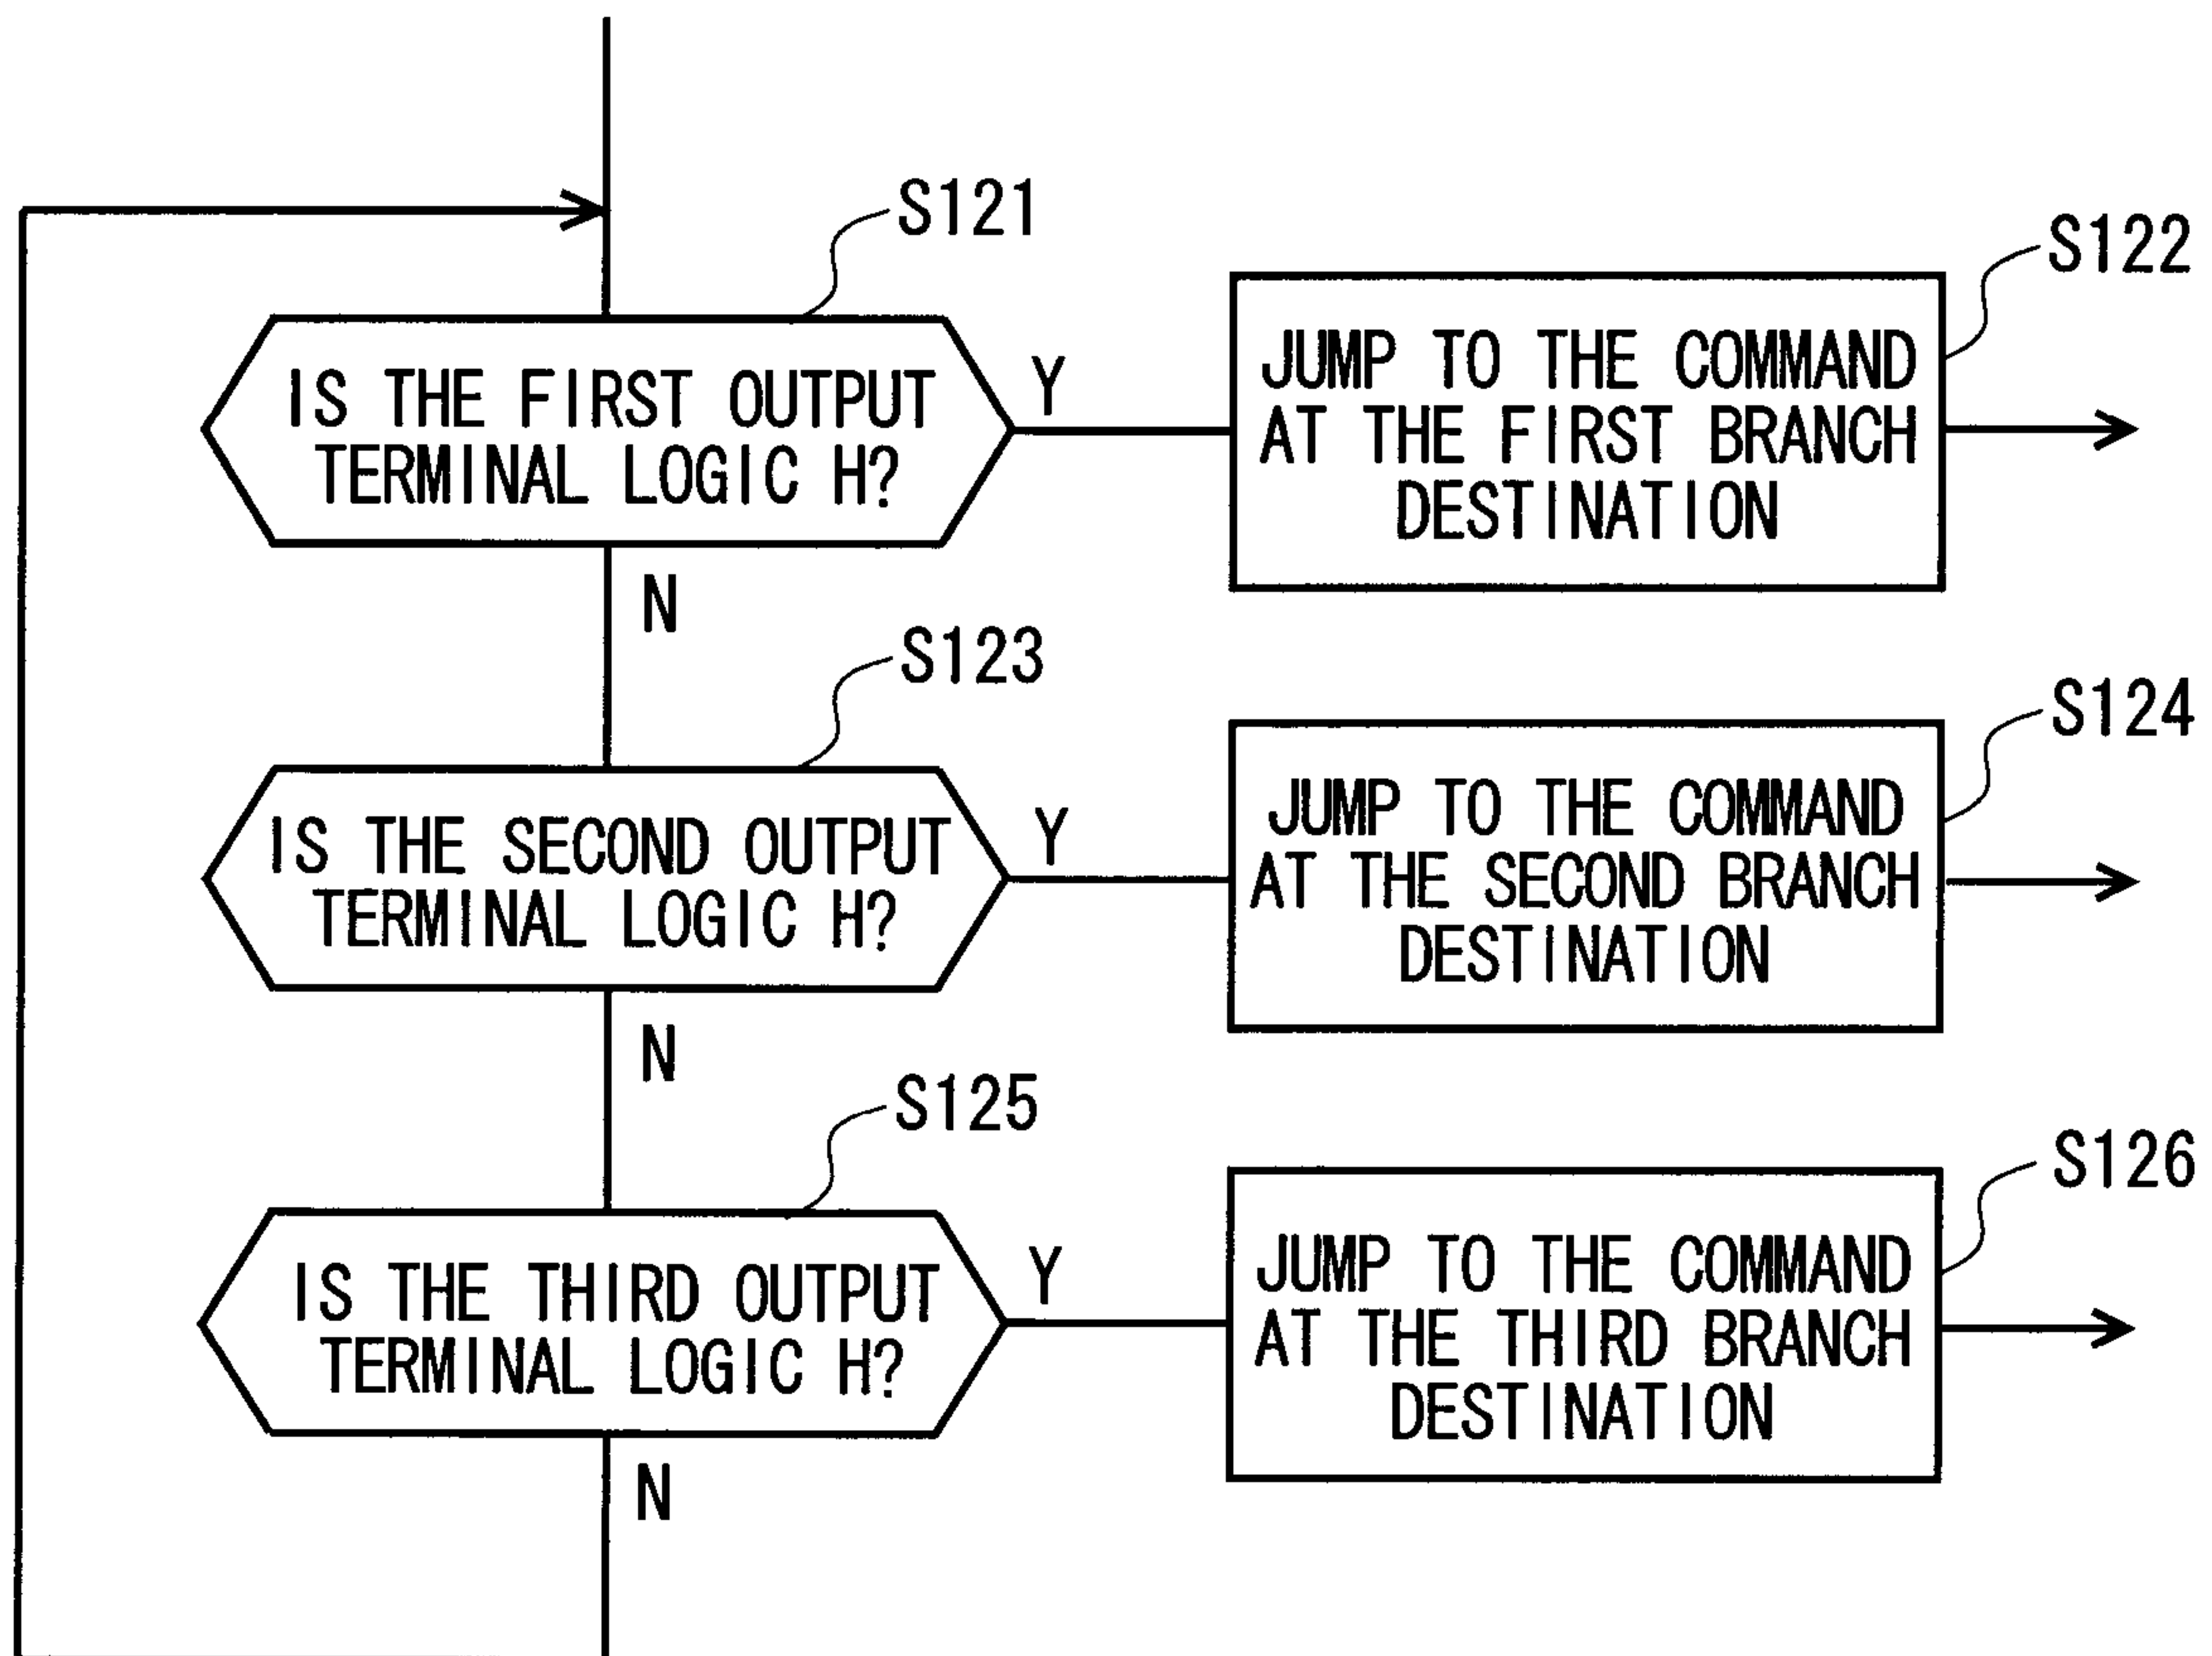 S121
S122
IS THE FIRST OUTPUT
TERMINAL LOGIC H?
Y
JUMP TO THE COMMAND
AT THE FIRST BRANCH
DESTINATION
N
S123
S124
IS THE SECOND OUTPUT
TERMINAL LOGIC H?
Y
JUMP TO THE COMMAND
AT THE SECOND BRANCH
DESTINATION
N
S125
S126
IS THE THIRD OUTPUT
TERMINAL LOGIC H?
Y
JUMP TO THE COMMAND
AT THE THIRD BRANCH
DESTINATION
N